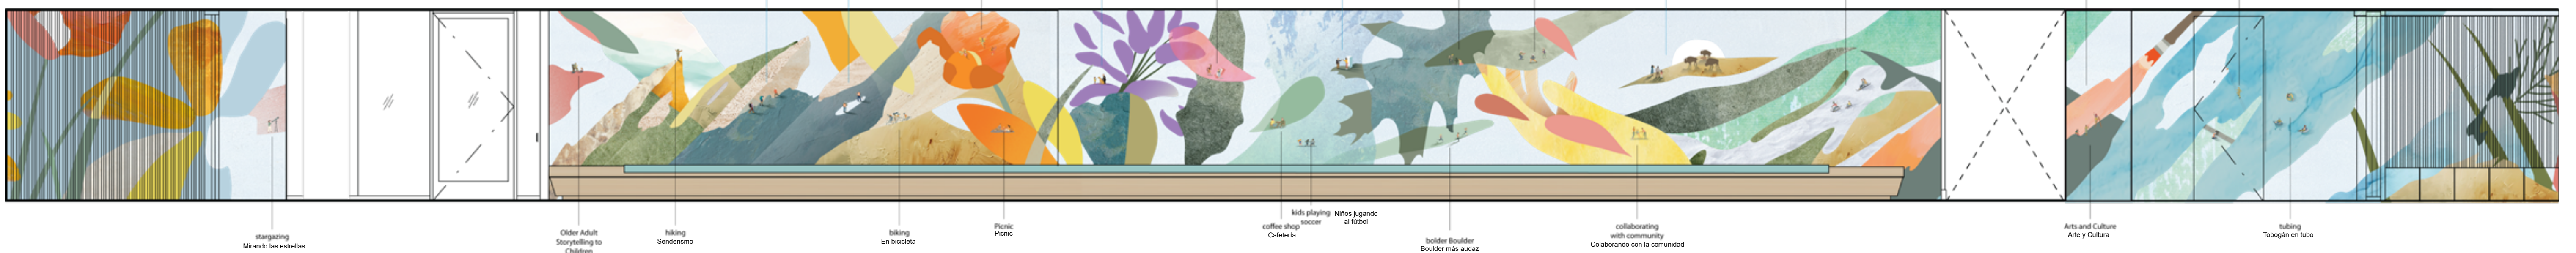 stargazing
Mirando las estrellas
Older Adult
Storytelling to
Children
hiking
Senderismo
biking
En bicicleta
Picnic
Picnic
coffee shop
Cafetería
kids playing
soccer
Niños jugando
al fútbol
bolder Boulder
Boulder más audaz
collaborating
with community
Colaborando con la comunidad
Arts and Culture
Arte y Cultura
tubing
Tobogán en tubo